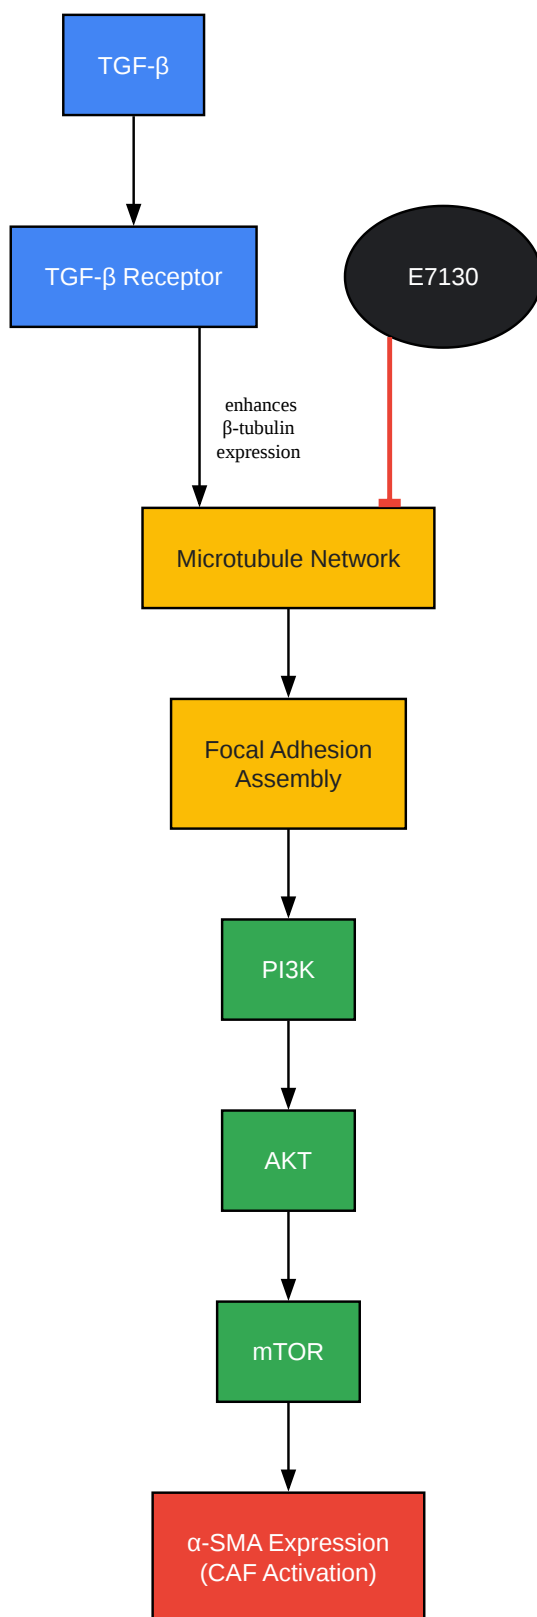 TGF-β
TGF-β Receptor
E7130
enhances
β-tubulin
expression
Microtubule Network
Focal Adhesion
Assembly
PI3K
AKT
mTOR
α-SMA Expression
(CAF Activation)